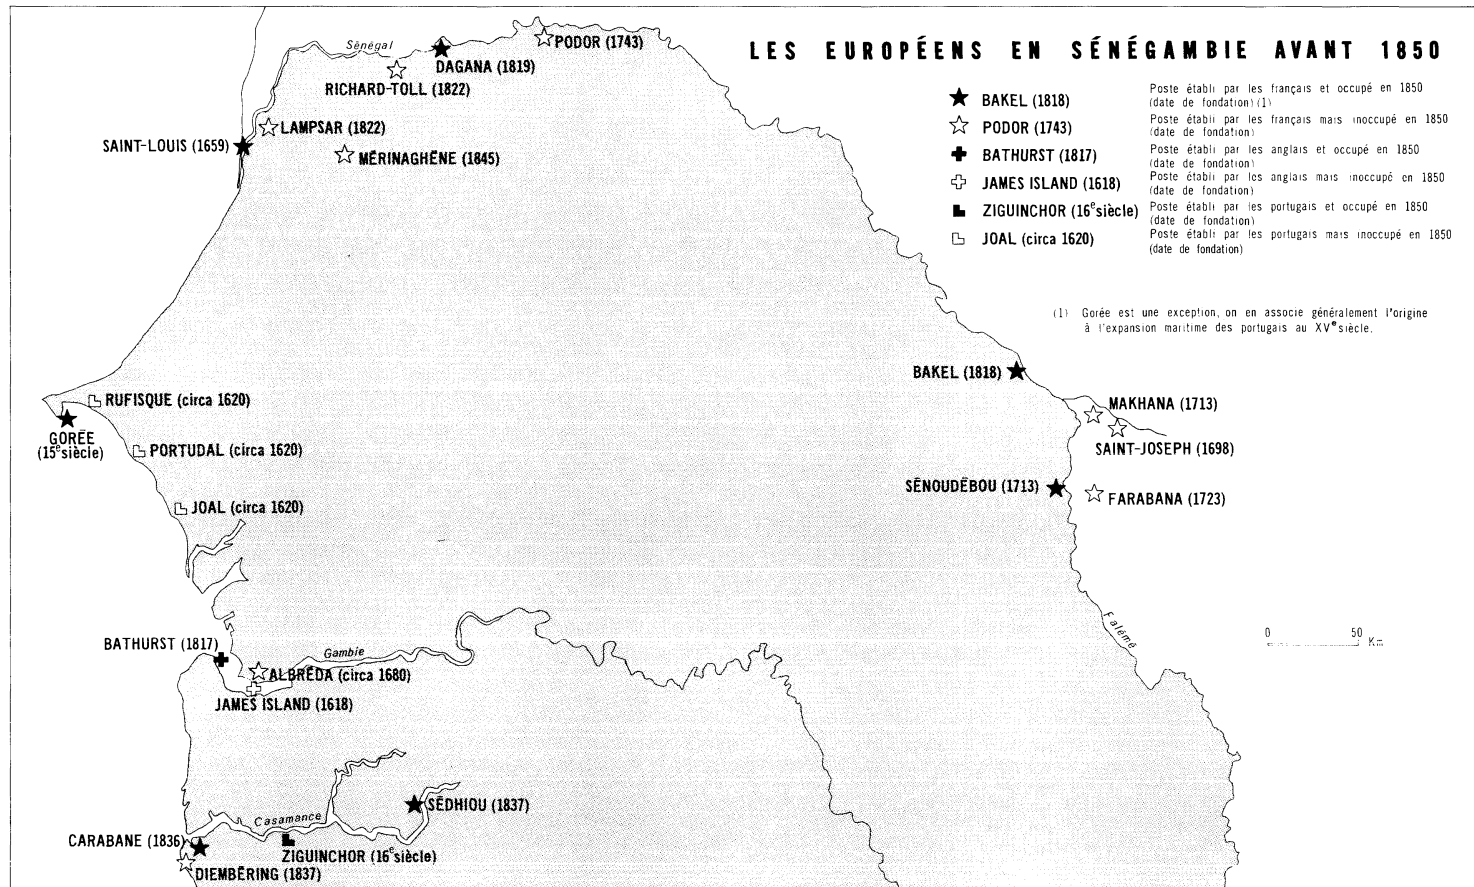 LES EUROPÉENS EN SÉNÉGAMBIE AVANT 1850
BAKEL (1818)
Poste établi par les français et occupé en 1850
(date de fondation) (1)
PODOR (1743)
Poste établi par les français mais inoccupé en 1850
(date de fondation)
BATHURST (1817)
Poste établi par les anglais et occupé en 1850
(date de fondation)
JAMES ISLAND (1618)
Poste établi par les anglais mais inoccupé en 1850
(date de fondation)
ZIGUINCHOR (16e siècle)
Poste établi par les portugais et occupé en 1850
(date de fondation)
JOAL (circa 1620)
Poste établi par les portugais mais inoccupé en 1850
(date de fondation)
(1) Gorée est une exception, on en associe généralement l'origine
à l'expansion maritime des portugais au XVe siècle.
Sénégal
PODOR (1743)
DAGANA (1819)
RICHARD-TOLL (1822)
LAMPSAR (1822)
SAINT-LOUIS (1659)
MÉRINAGHÈNE (1845)
BAKEL (1818)
RUFISQUE (circa 1620)
MAKHANA (1713)
GORÉE
(15e siècle)
PORTUDAL (circa 1620)
SAINT-JOSEPH (1698)
SÉNOUDÉBOU (1713)
FARABANA (1723)
JOAL (circa 1620)
Falémé
0 50 Km
BATHURST (1817)
Gambie
ALBRÉDA (circa 1680)
JAMES ISLAND (1618)
SÉDHIOU (1837)
Casamance
CARABANE (1836)
ZIGUINCHOR (16e siècle)
DIEMBÉRING (1837)